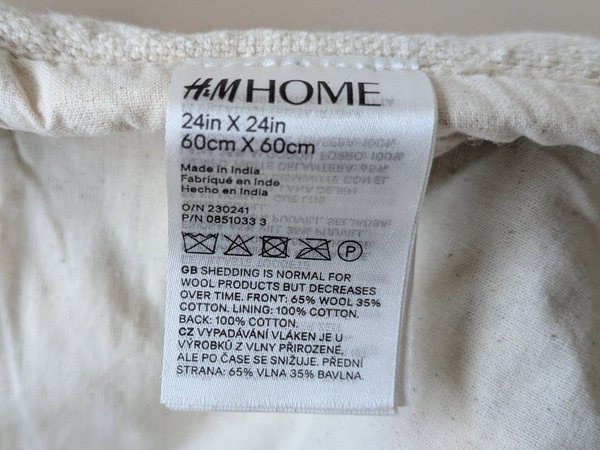 H&M HOME
24in X 24in
60cm X 60cm
Made in India
Fabriqué en Inde
Hecho en India
O/N 230241
P/N 0851033 3
P
GB SHEDDING IS NORMAL FOR
WOOL PRODUCTS BUT DECREASES
OVER TIME. FRONT: 65% WOOL 35%
COTTON. LINING: 100% COTTON.
BACK: 100% COTTON.
CZ VYPADÁVÁNÍ VLÁKEN JE U
VÝROBKŮ Z VLNY PŘIROZENÉ,
ALE PO ČASE SE SNIŽUJE. PŘEDNÍ
STRANA: 65% VLNA 35% BAVLNA.